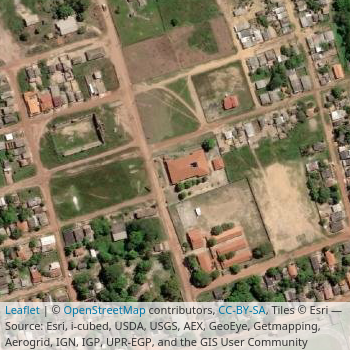 Leaflet | © OpenStreetMap contributors, CC-BY-SA, Tiles © Esri —
Source: Esri, i-cubed, USDA, USGS, AEX, GeoEye, Getmapping,
Aerogrid, IGN, IGP, UPR-EGP, and the GIS User Community